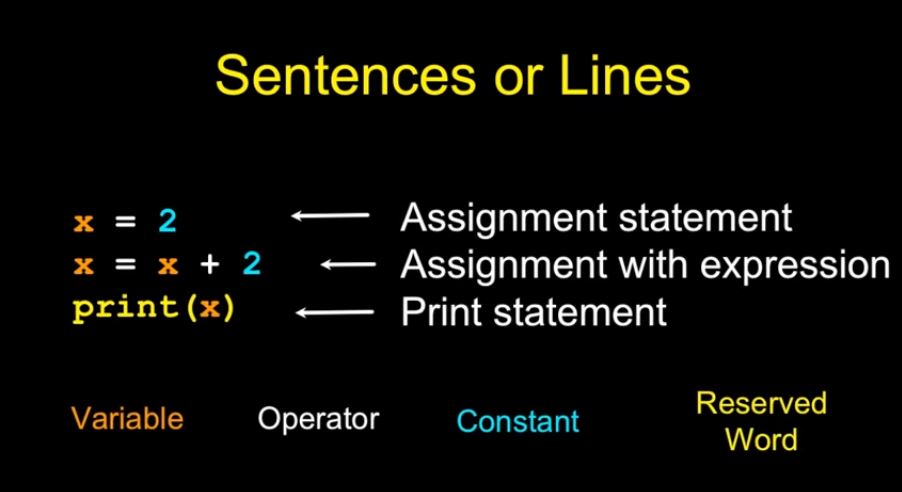 Sentences or Lines
x = 2 Assignment statement
x = x + 2 Assignment with expression
print(x) Print statement
Variable Operator Constant Reserved
Word